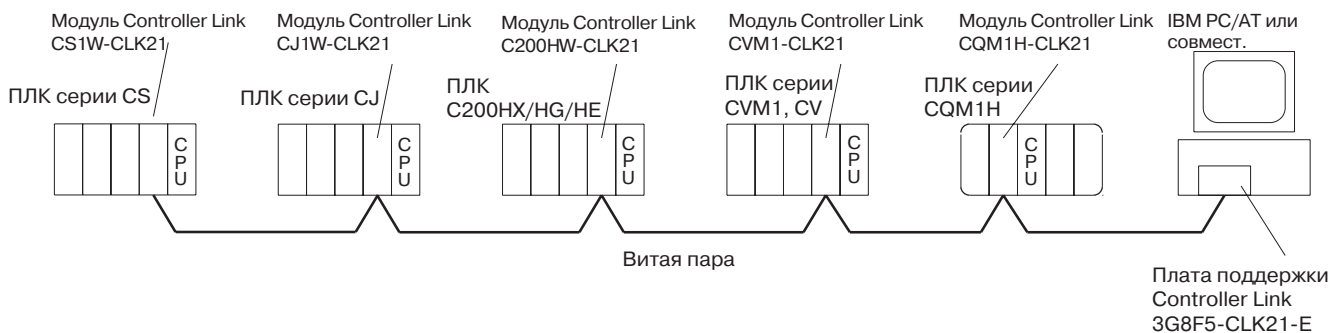 Модуль Controller Link
CS1W-CLK21
ПЛК серии CS
C
P
U
Модуль Controller Link
CJ1W-CLK21
ПЛК серии CJ
C
P
U
Модуль Controller Link
C200HW-CLK21
ПЛК
C200HX/HG/HE
C
P
U
Модуль Controller Link
CVM1-CLK21
ПЛК серии
CVM1, CV
C
P
U
Модуль Controller Link
CQM1H-CLK21
ПЛК серии
CQM1H
C
P
U
IBM PC/AT или
совмест.
Витая пара
Плата поддержки
Controller Link
3G8F5-CLK21-E